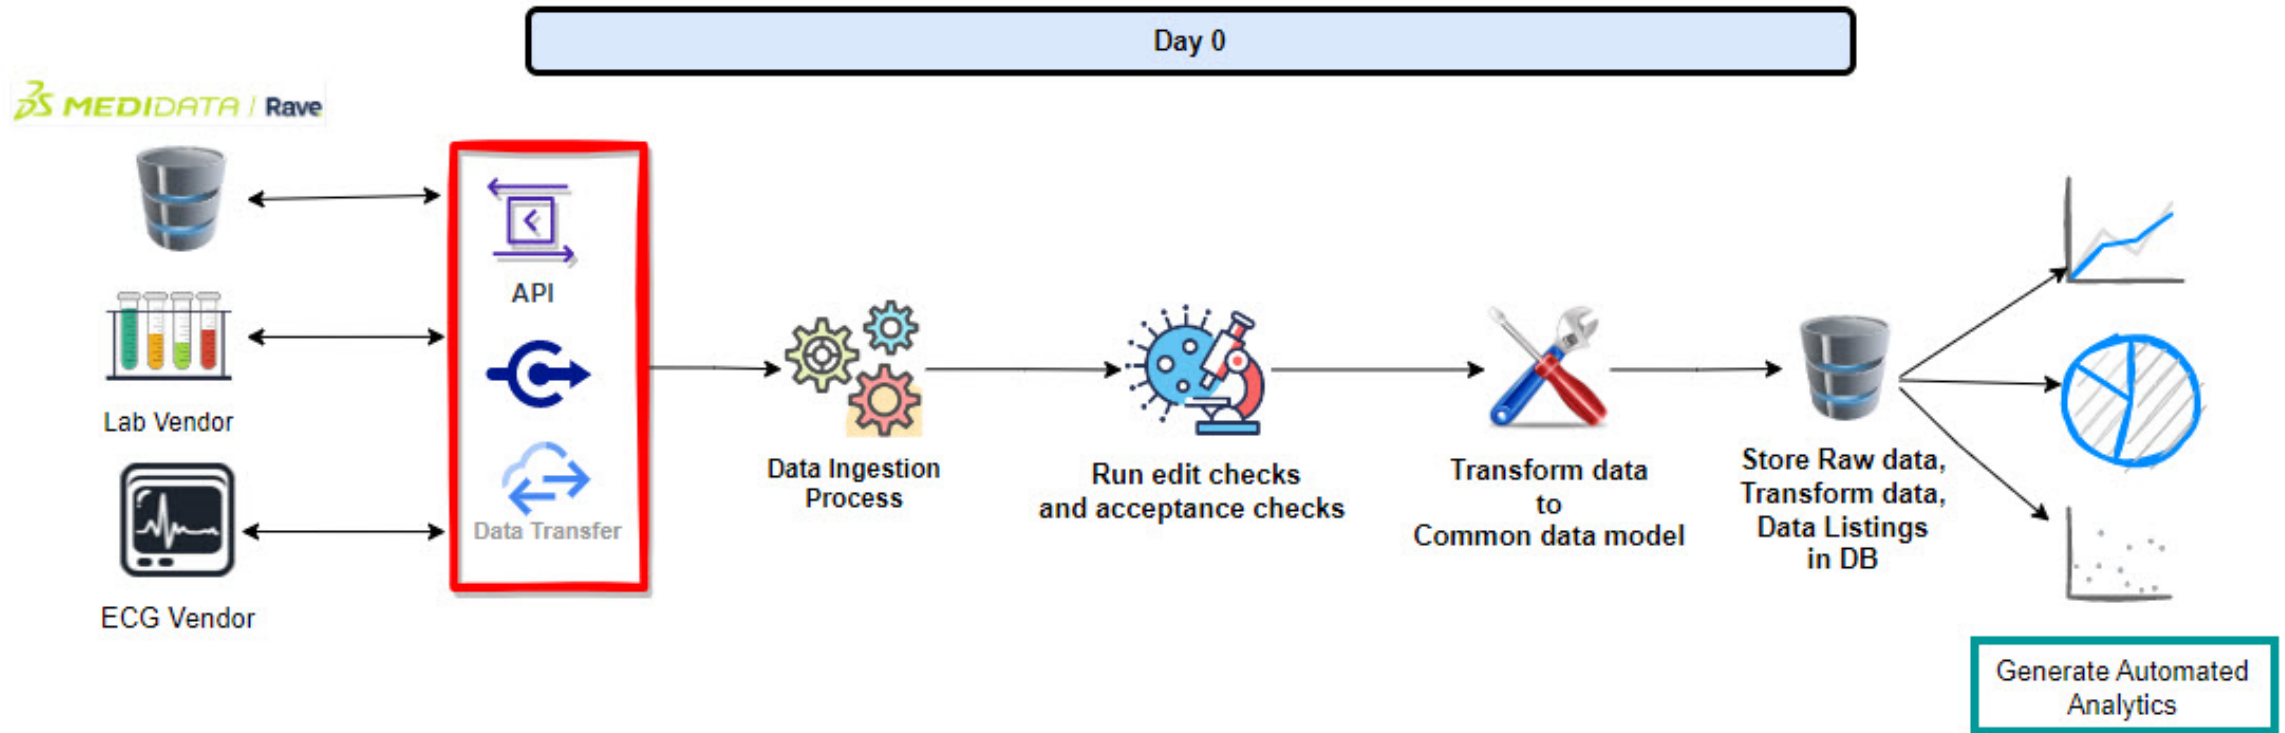 Day 0
3DS MEDIDATA | Rave
API
Data Transfer
Lab Vendor
ECG Vendor
Data Ingestion
Process
Run edit checks
and acceptance checks
Transform data
to
Common data model
Store Raw data,
Transform data,
Data Listings
in DB
Generate Automated
Analytics